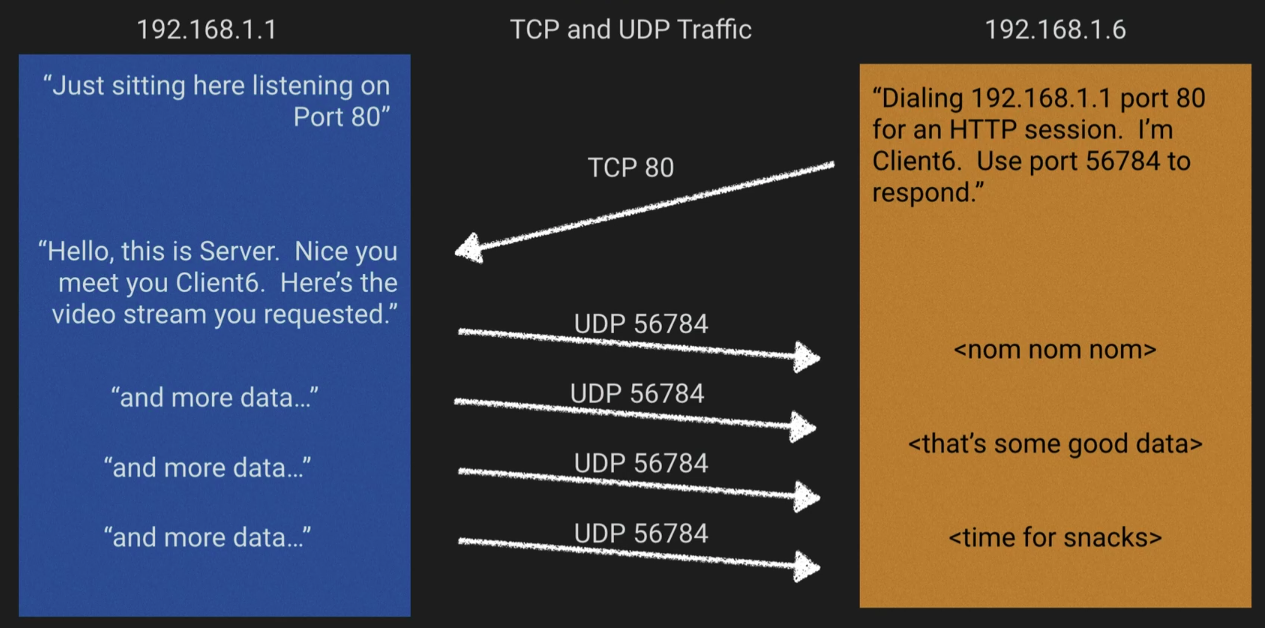 192.168.1.1
TCP and UDP Traffic
192.168.1.6
“Just sitting here listening on
Port 80”
“Dialing 192.168.1.1 port 80
for an HTTP session.  I’m
Client6.  Use port 56784 to
respond.”
TCP 80
“Hello, this is Server.  Nice you
meet you Client6.  Here’s the
video stream you requested.”
UDP 56784
<nom nom nom>
“and more data…”
UDP 56784
<that’s some good data>
“and more data…”
UDP 56784
“and more data…”
UDP 56784
<time for snacks>